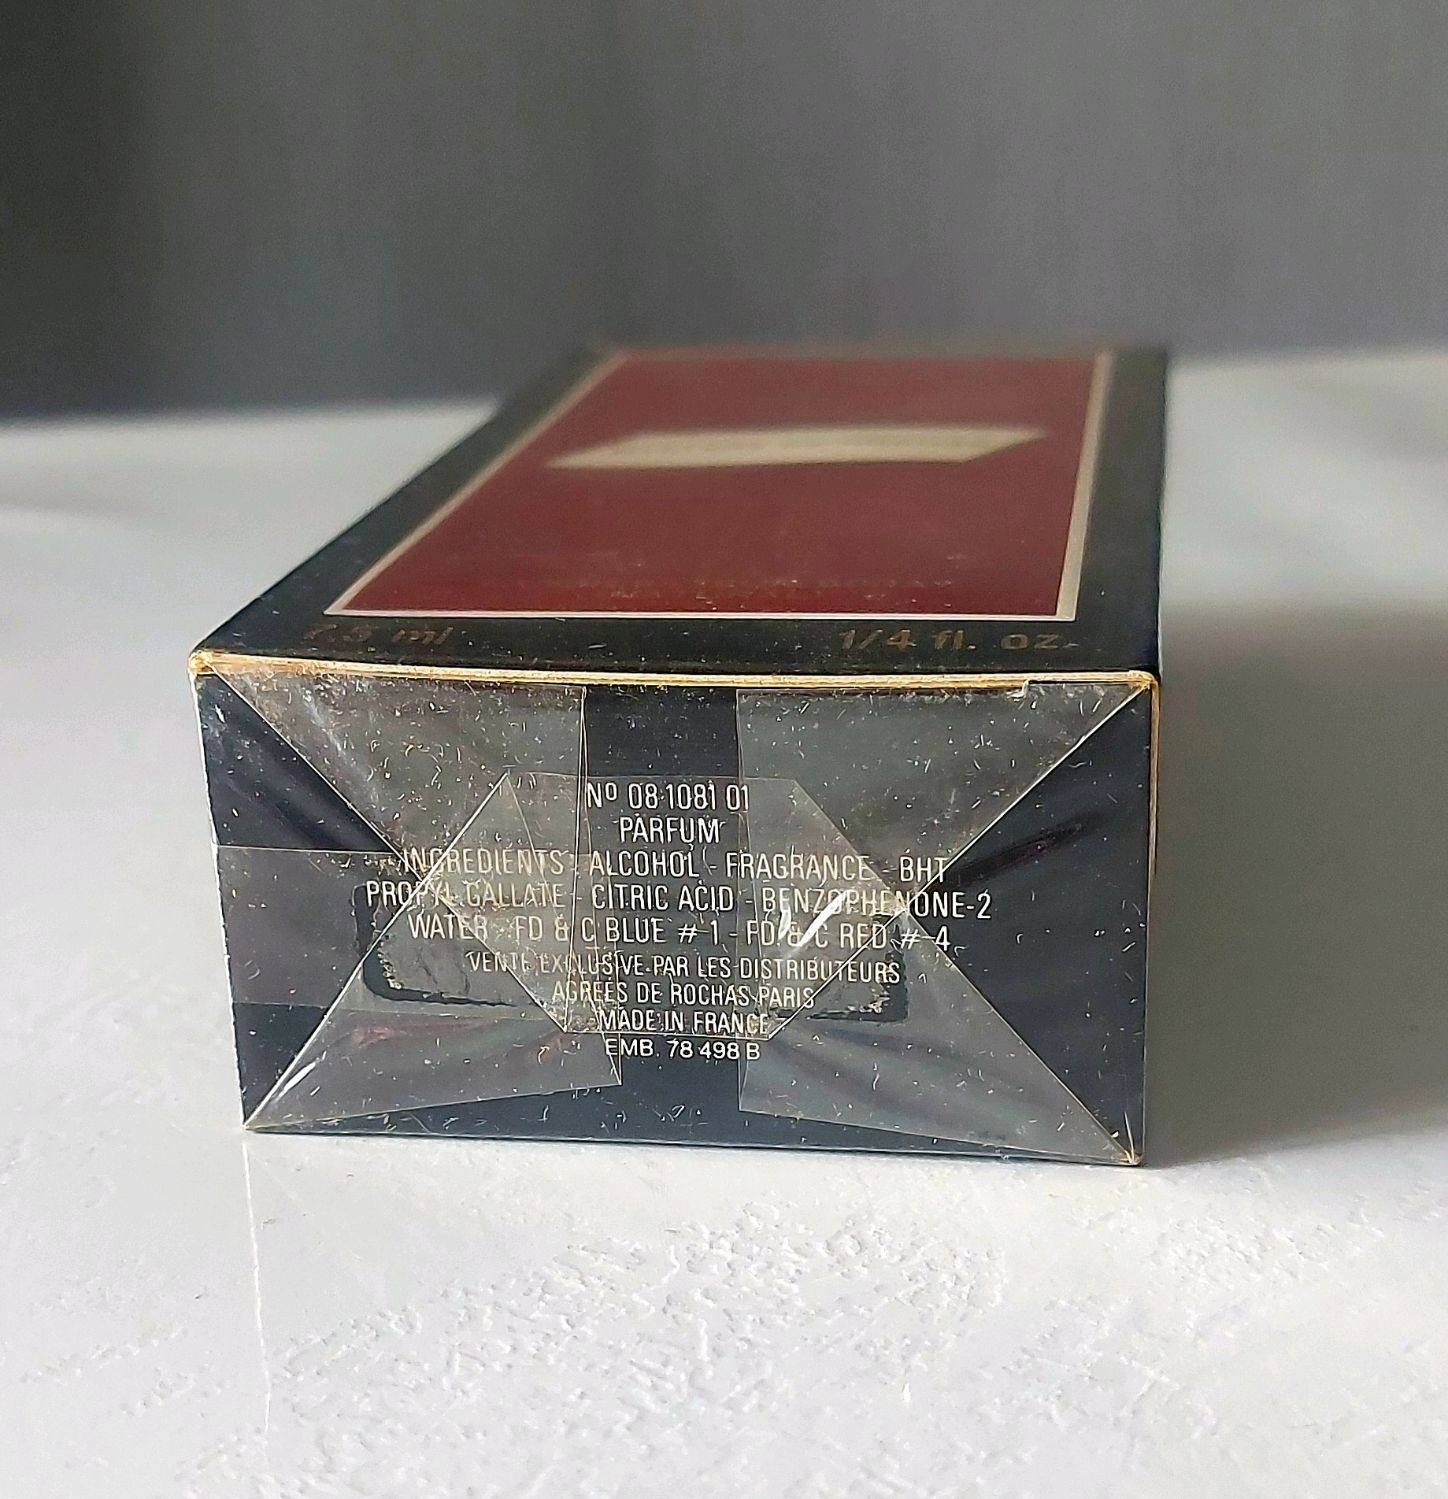 7.5 ml 1/4 fl. oz.
Nº 08 1081 01
PARFUM
INGREDIENTS : ALCOHOL - FRAGRANCE - BHT
PROPYL GALLATE - CITRIC ACID - BENZOPHENONE-2
WATER - FD & C BLUE # 1 - FD & C RED # 4
VENTE EXCLUSIVE PAR LES DISTRIBUTEURS
AGREES DE ROCHAS PARIS
MADE IN FRANCE
EMB. 78 498 B